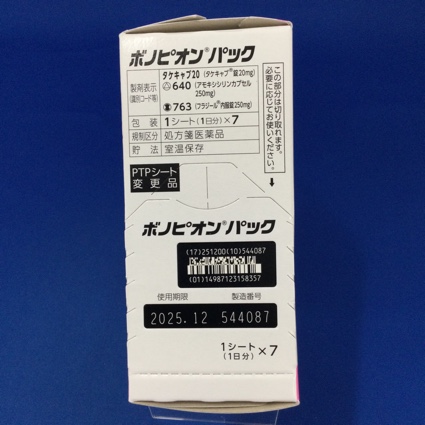 ボノピオン®パック
製剤表示
(識別コード等)
タケキャブ20 (タケキャブ®錠20mg)
640 (アモキシシリンカプセル
250mg)
763 (フラジール®内服錠250mg)
包装 1シート(1日分)×7
規制区分 処方箋医薬品
貯法 室温保存
この部分は切り取れます。
必要に応じてお使いください。
PTPシート
変更品
ボノピオン®パック
(17)251200(10)544087
(01)14987123158357
使用期限 製造番号
2025.12 544087
1シート
(1日分)×7